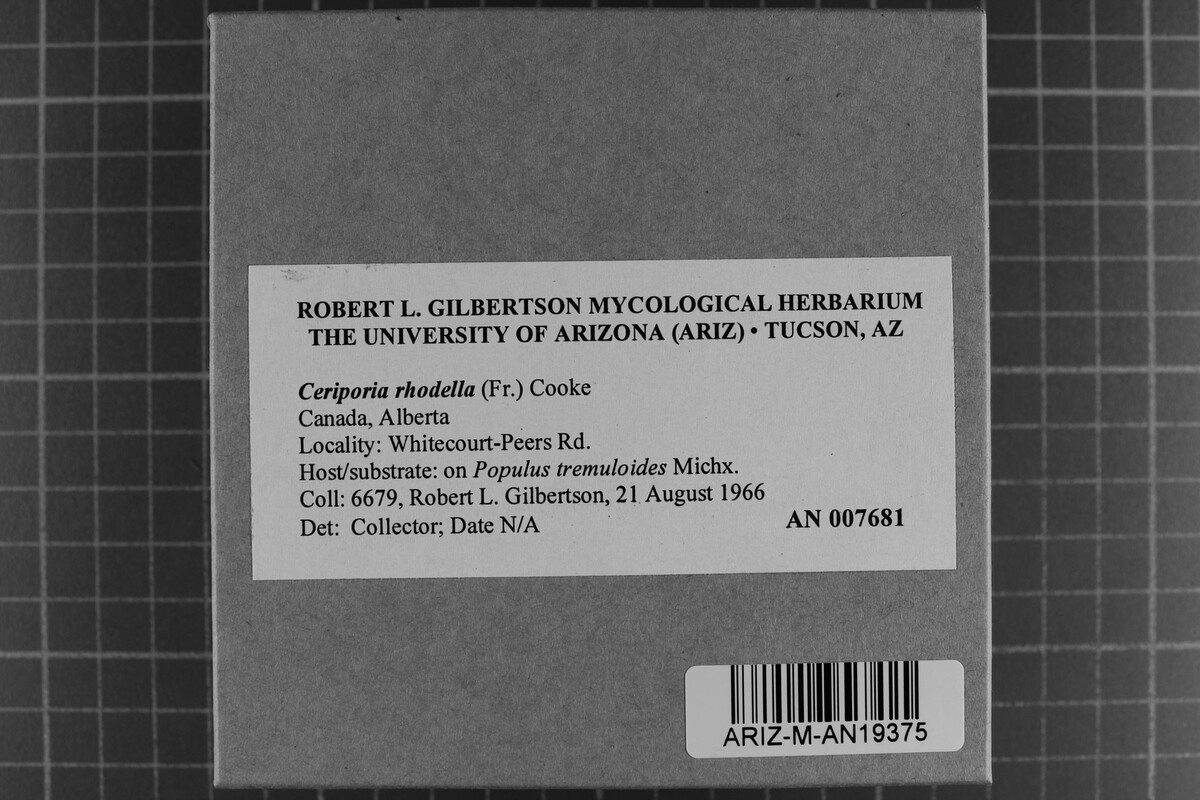 ROBERT L. GILBERTSON MYCOLOGICAL HERBARIUM
THE UNIVERSITY OF ARIZONA (ARIZ) • TUCSON, AZ
Ceriporia rhodella (Fr.) Cooke
Canada, Alberta
Locality: Whitecourt-Peers Rd.
Host/substrate: on Populus tremuloides Michx.
Coll: 6679, Robert L. Gilbertson, 21 August 1966
Det: Collector; Date N/A
AN 007681
ARIZ-M-AN19375